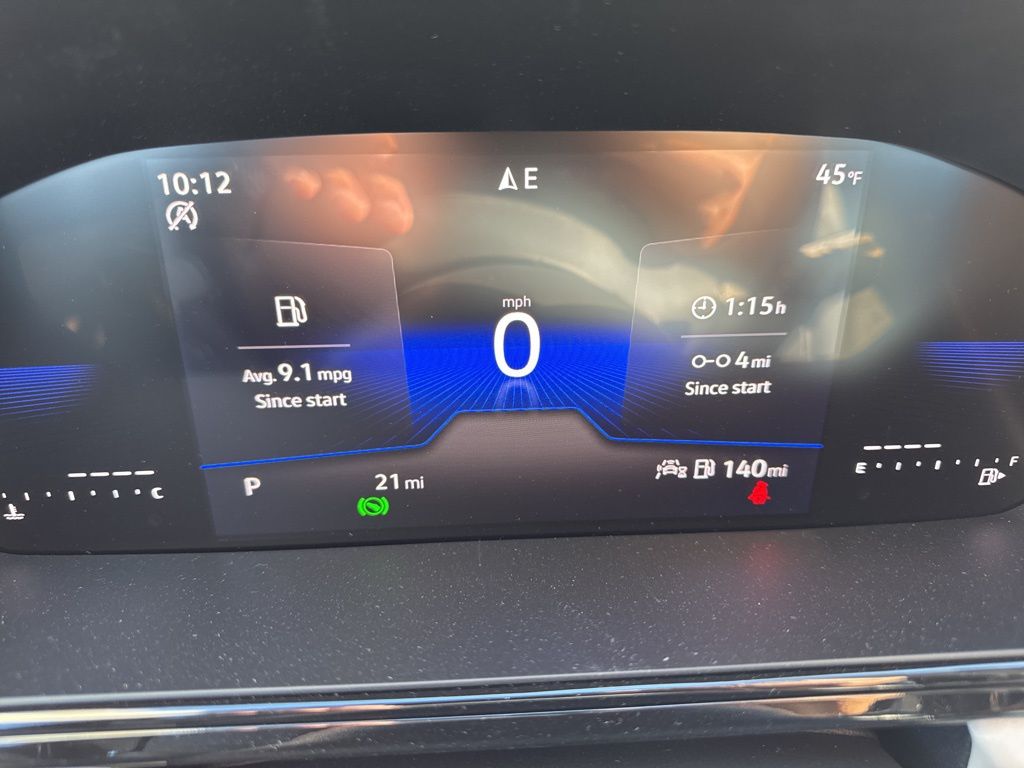 10:12
E
45°F
mph
0
1:15h
4mi
Since start
Avg. 9.1 mpg
Since start
P
21 mi
140mi
C
E
F